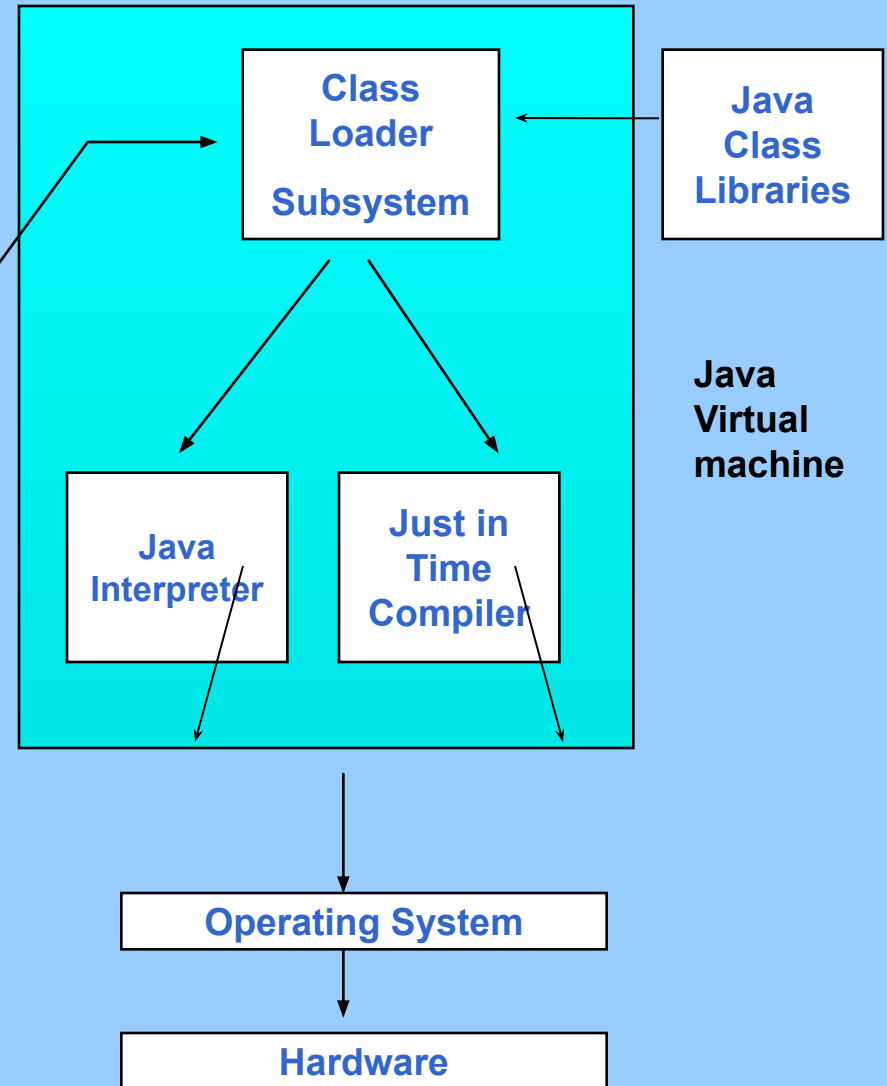 Class
Loader
Subsystem
Java
Class
Libraries
Java
Virtual
machine
Java
Interpreter
Just in
Time
Compiler
Operating System
Hardware